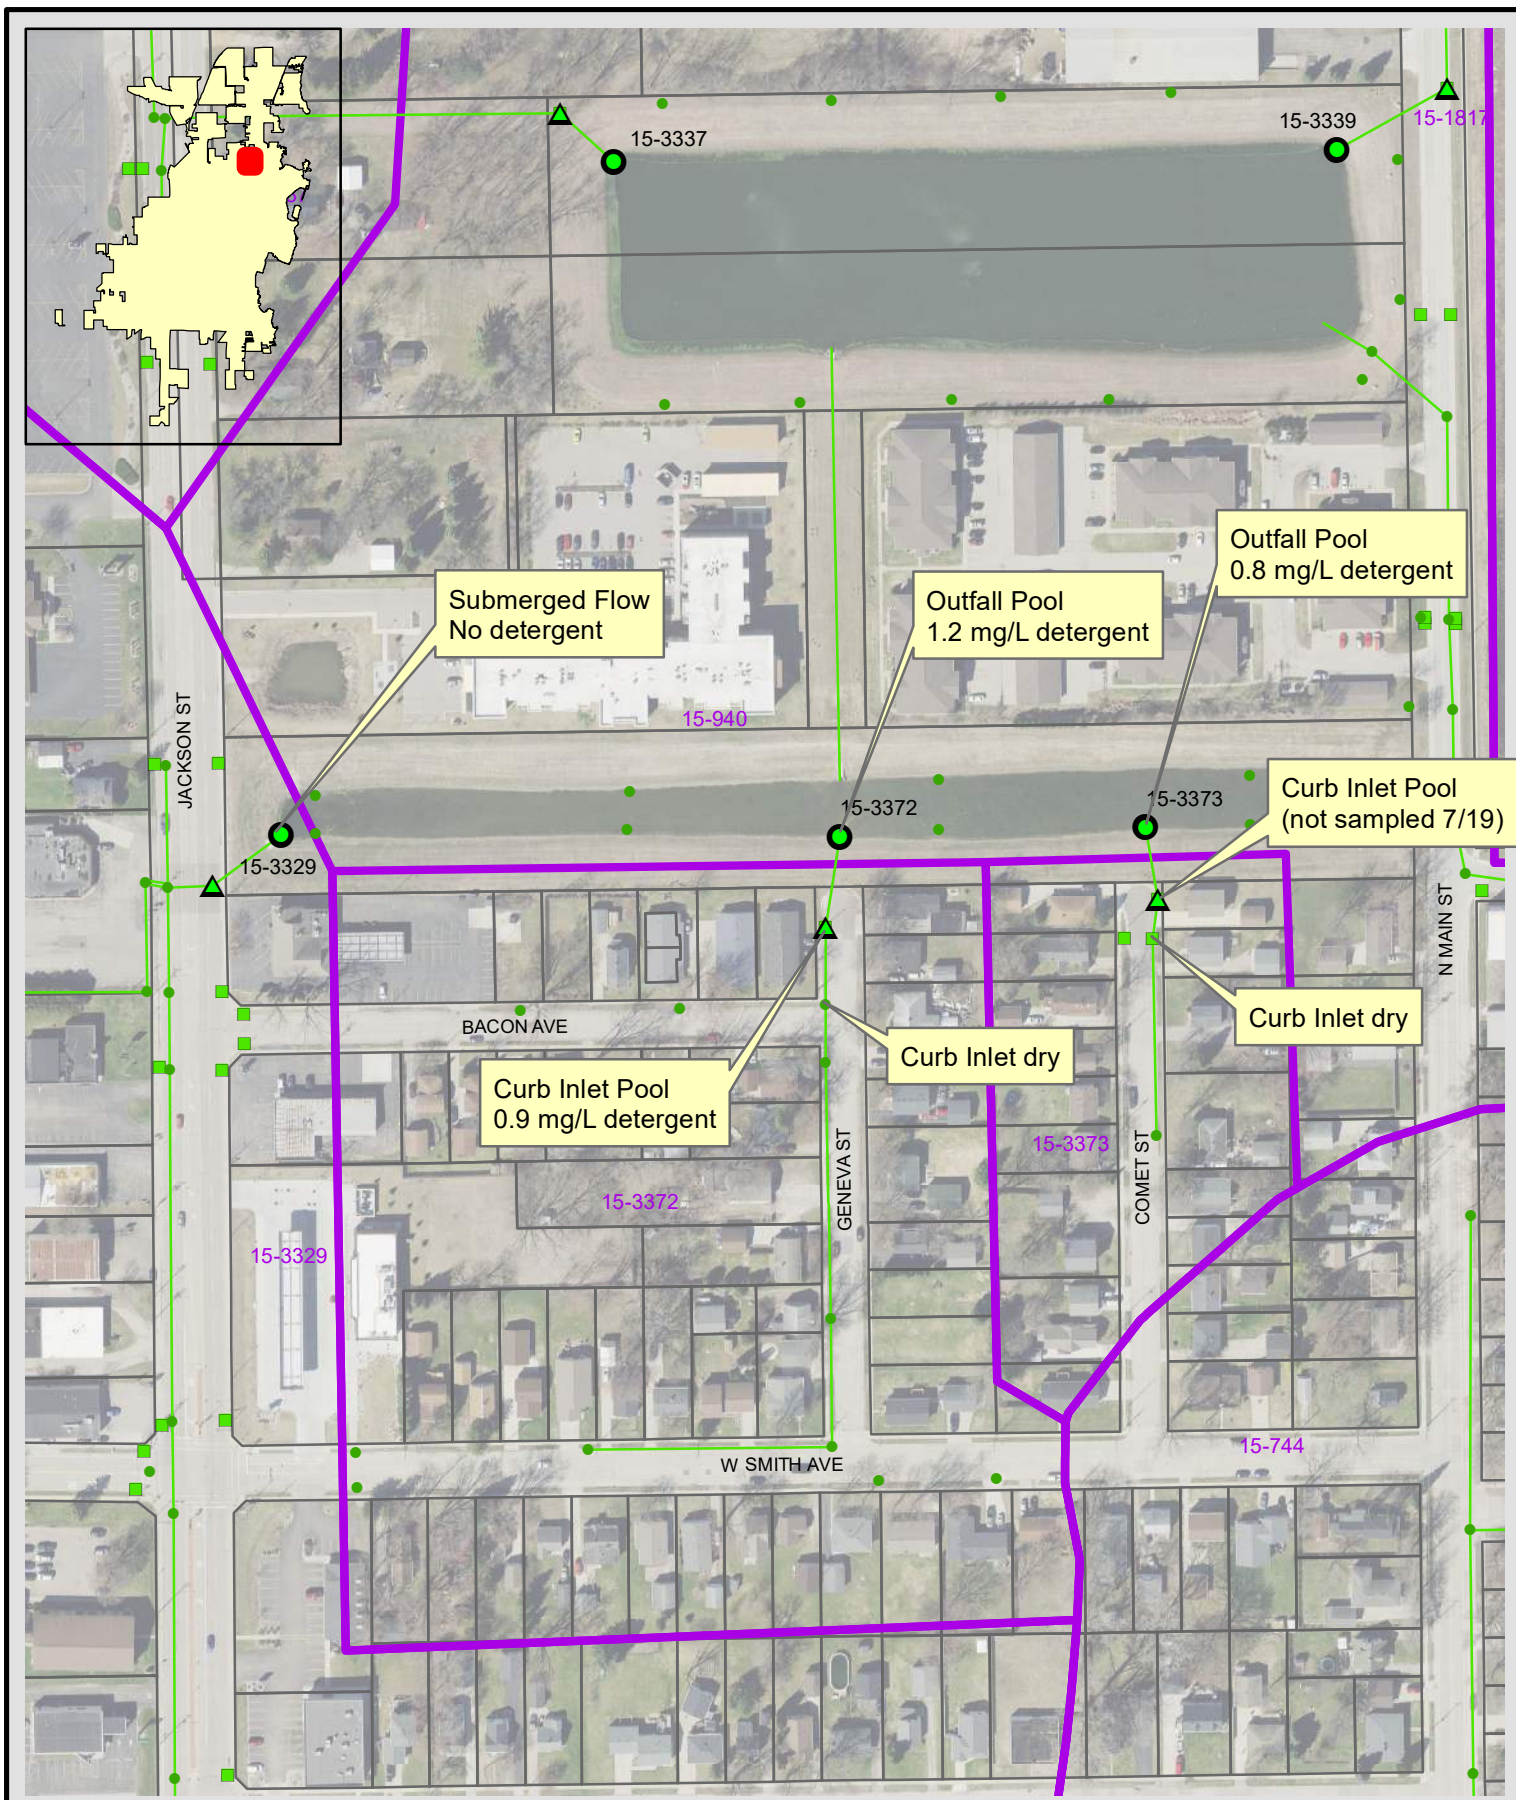 15-3337
15-3339
15-1817
Outfall Pool
0.8 mg/L detergent
Submerged Flow
No detergent
Outfall Pool
1.2 mg/L detergent
15-940
JACKSON ST
Curb Inlet Pool
(not sampled 7/19)
15-3372
15-3373
15-3329
N MAIN ST
BACON AVE
Curb Inlet dry
Curb Inlet dry
Curb Inlet Pool
0.9 mg/L detergent
GENEVA ST
COMET ST
15-3373
15-3372
15-3329
15-744
W SMITH AVE